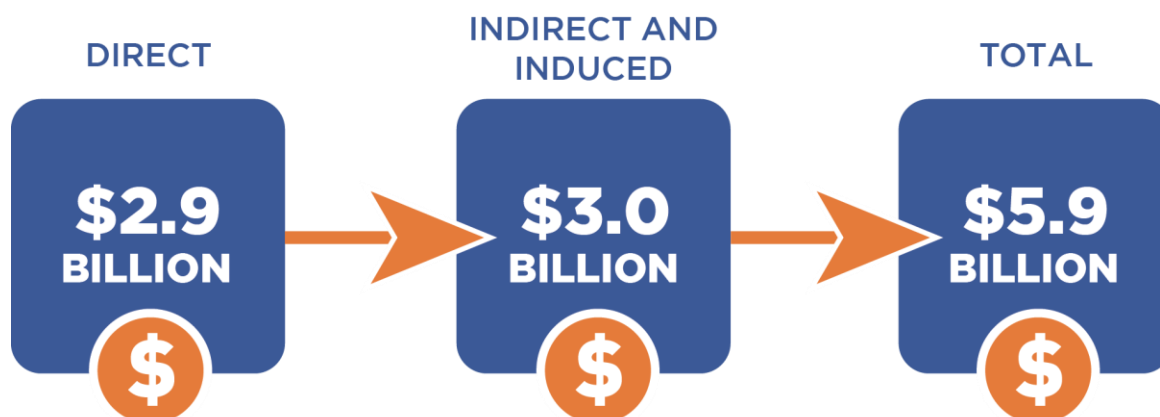 DIRECT
INDIRECT AND
INDUCED
TOTAL
$2.9
BILLION
$
$3.0
BILLION
$
$5.9
BILLION
$